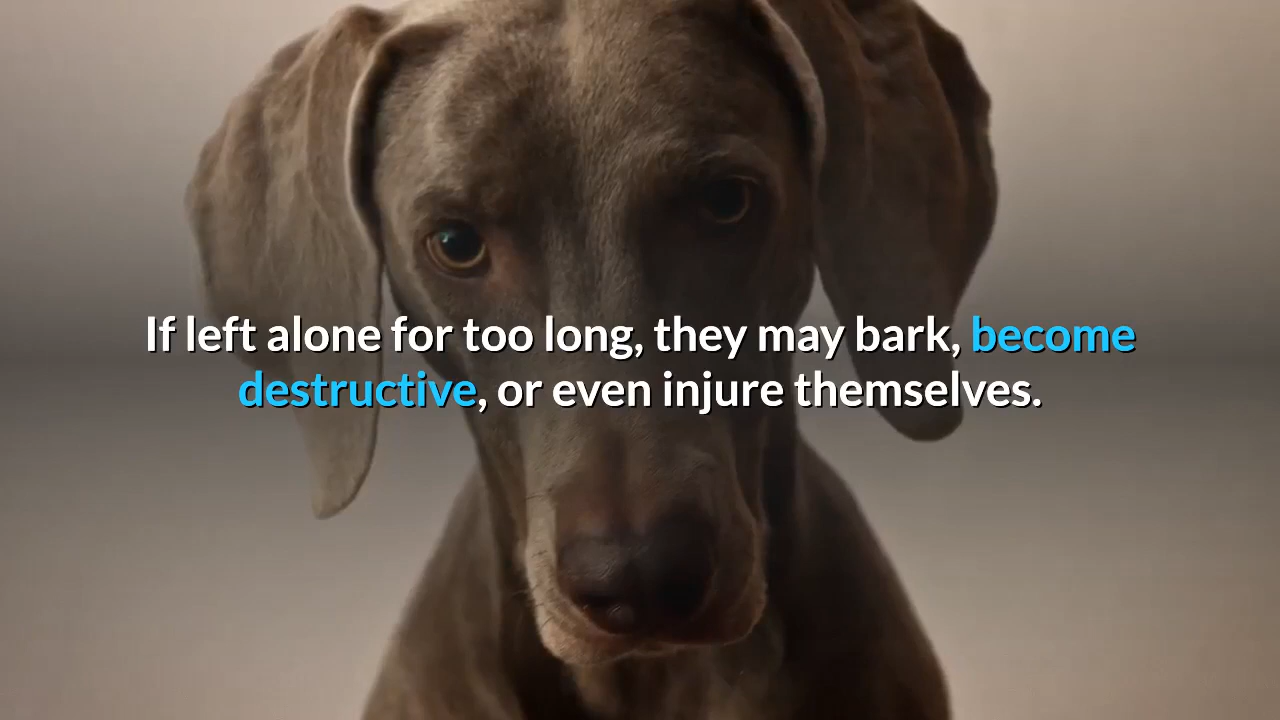 If left alone for too long, they may bark, become
destructive, or even injure themselves.